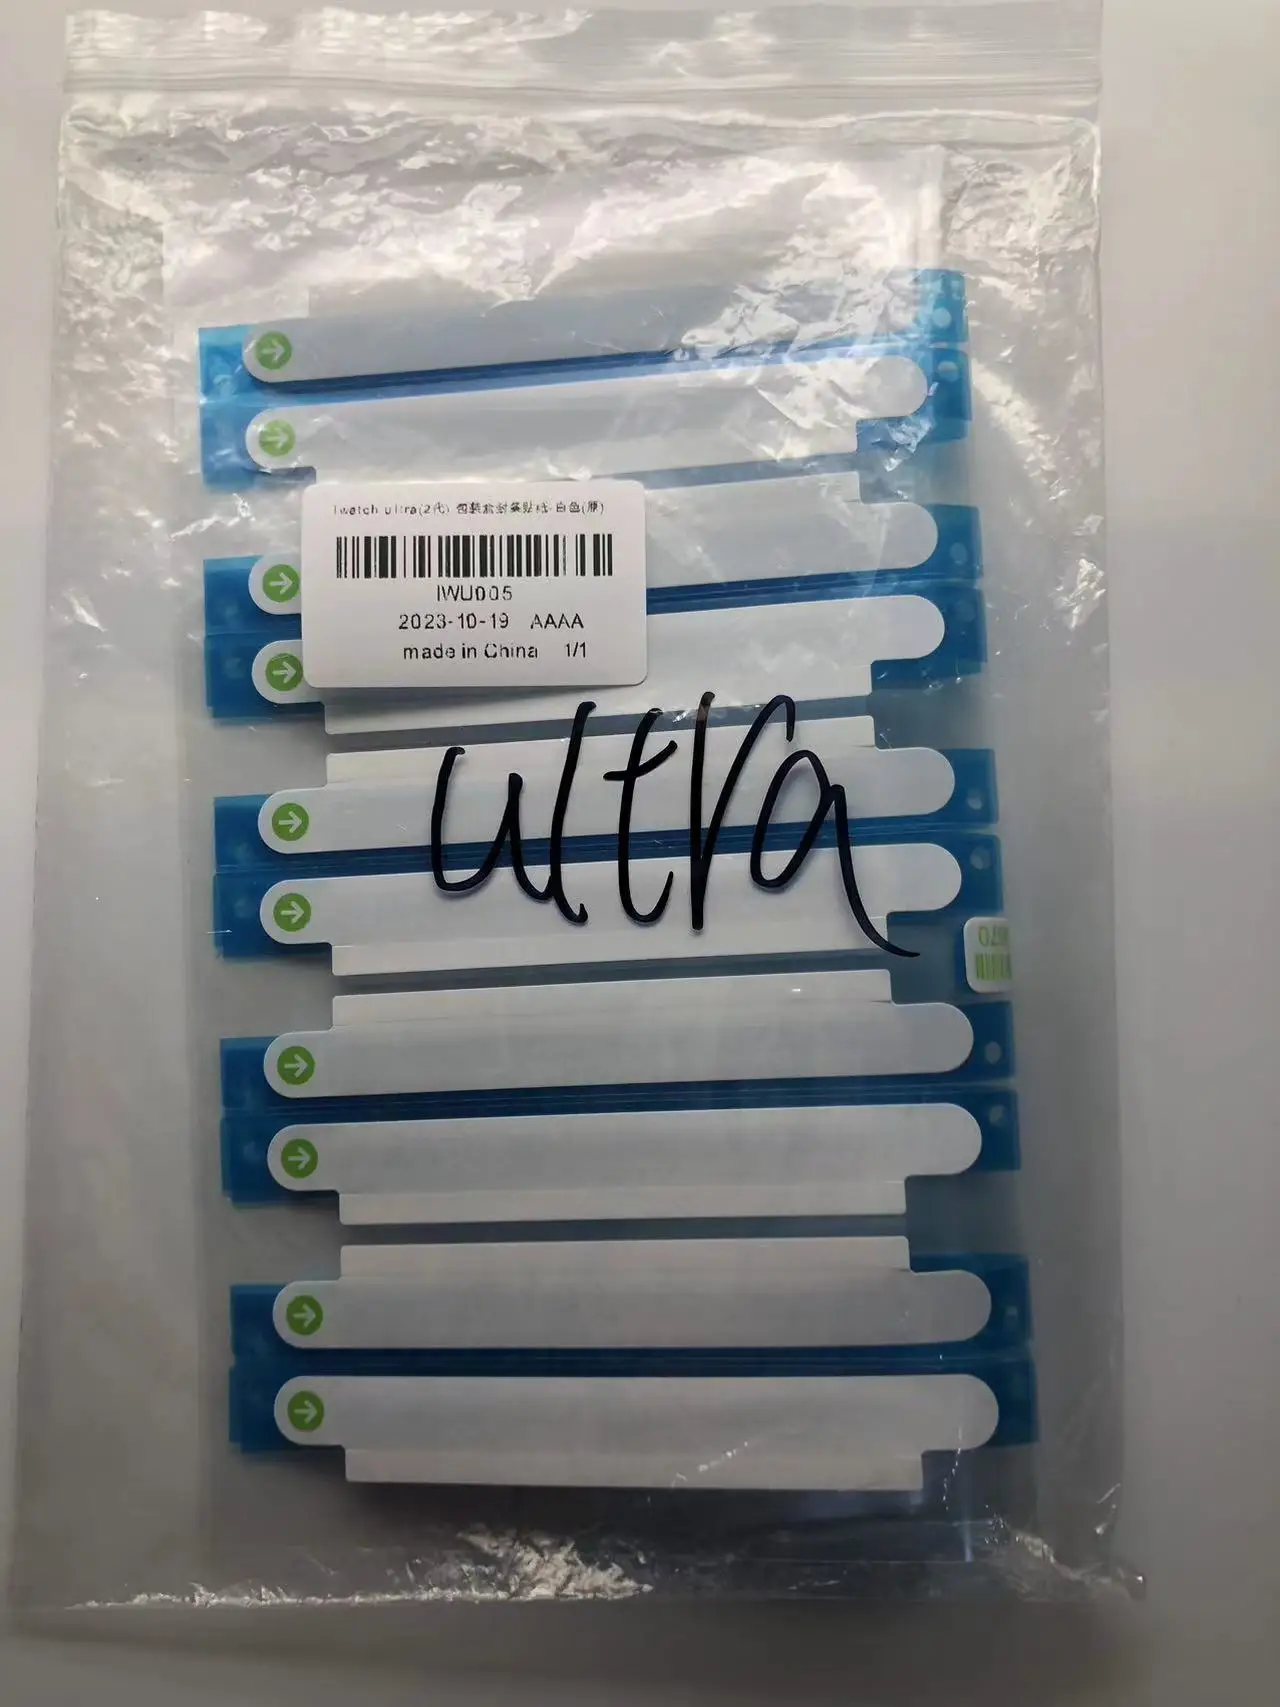 Iwatch ultra(2代) 包装盒封条贴纸-白色(腰)
IWU005
2023-10-19 AAAA
made in China 1/1
ultra